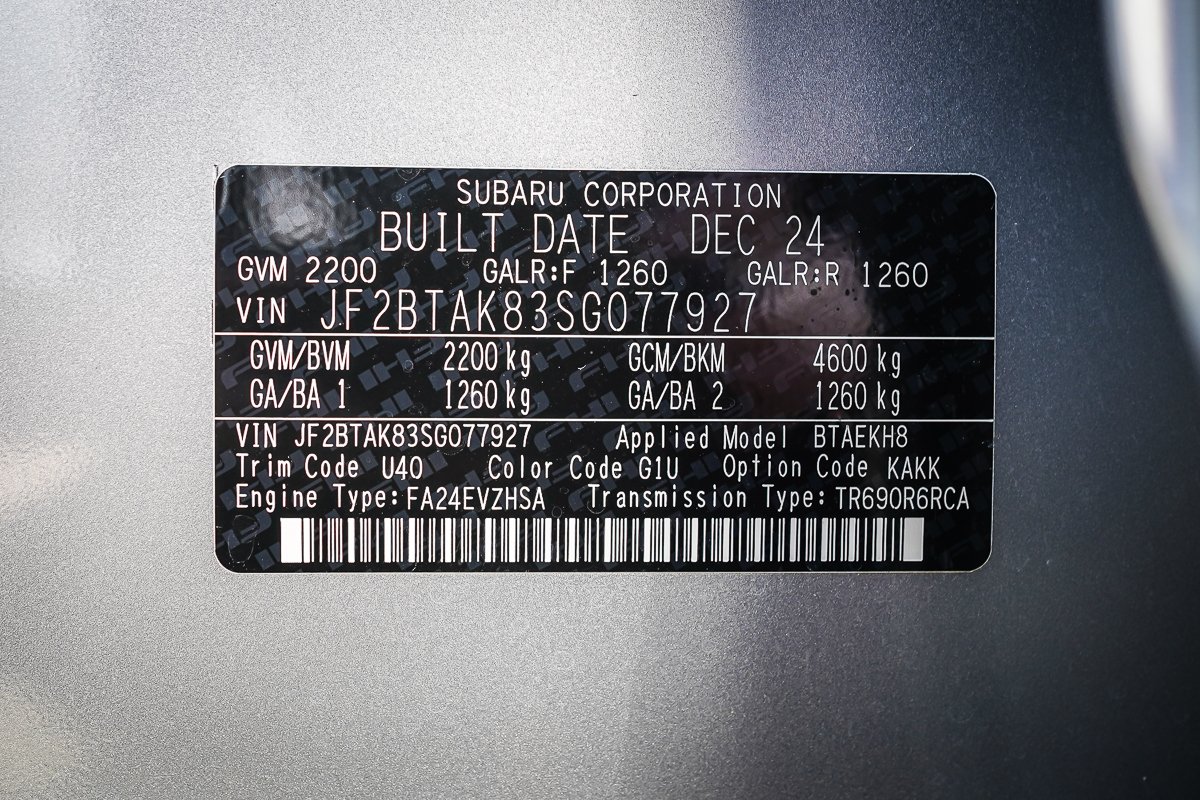 SUBARU CORPORATION
BUILT DATE DEC 24
GVM 2200 GALR:F 1260 GALR:R 1260
VIN JF2BTAK83SG077927
GVM/BVM 2200 kg GCM/BKM 4600 kg
GA/BA 1 1260 kg GA/BA 2 1260 kg
VIN JF2BTAK83SG077927 Applied Model BTAEKH8
Trim Code U40 Color Code G1U Option Code KAKK
Engine Type: FA24EVZHSA Transmission Type: TR690R6RCA